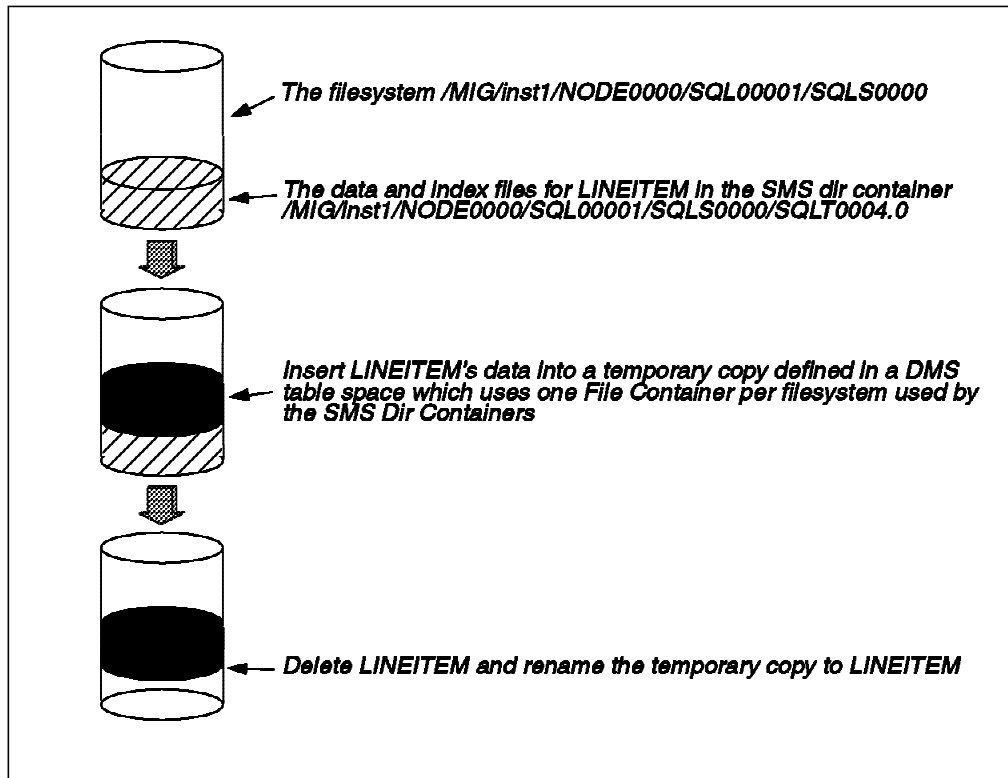 The filesystem /MIG/inst1/NODE0000/SQL00001/SQLS0000
The data and index files for LINEITEM in the SMS dir container
/MIG/inst1/NODE0000/SQL00001/SQLS0000/SQLT0004.0
Insert LINEITEM's data into a temporary copy defined in a DMS
table space which uses one File Container per filesystem used by
the SMS Dir Containers
Delete LINEITEM and rename the temporary copy to LINEITEM